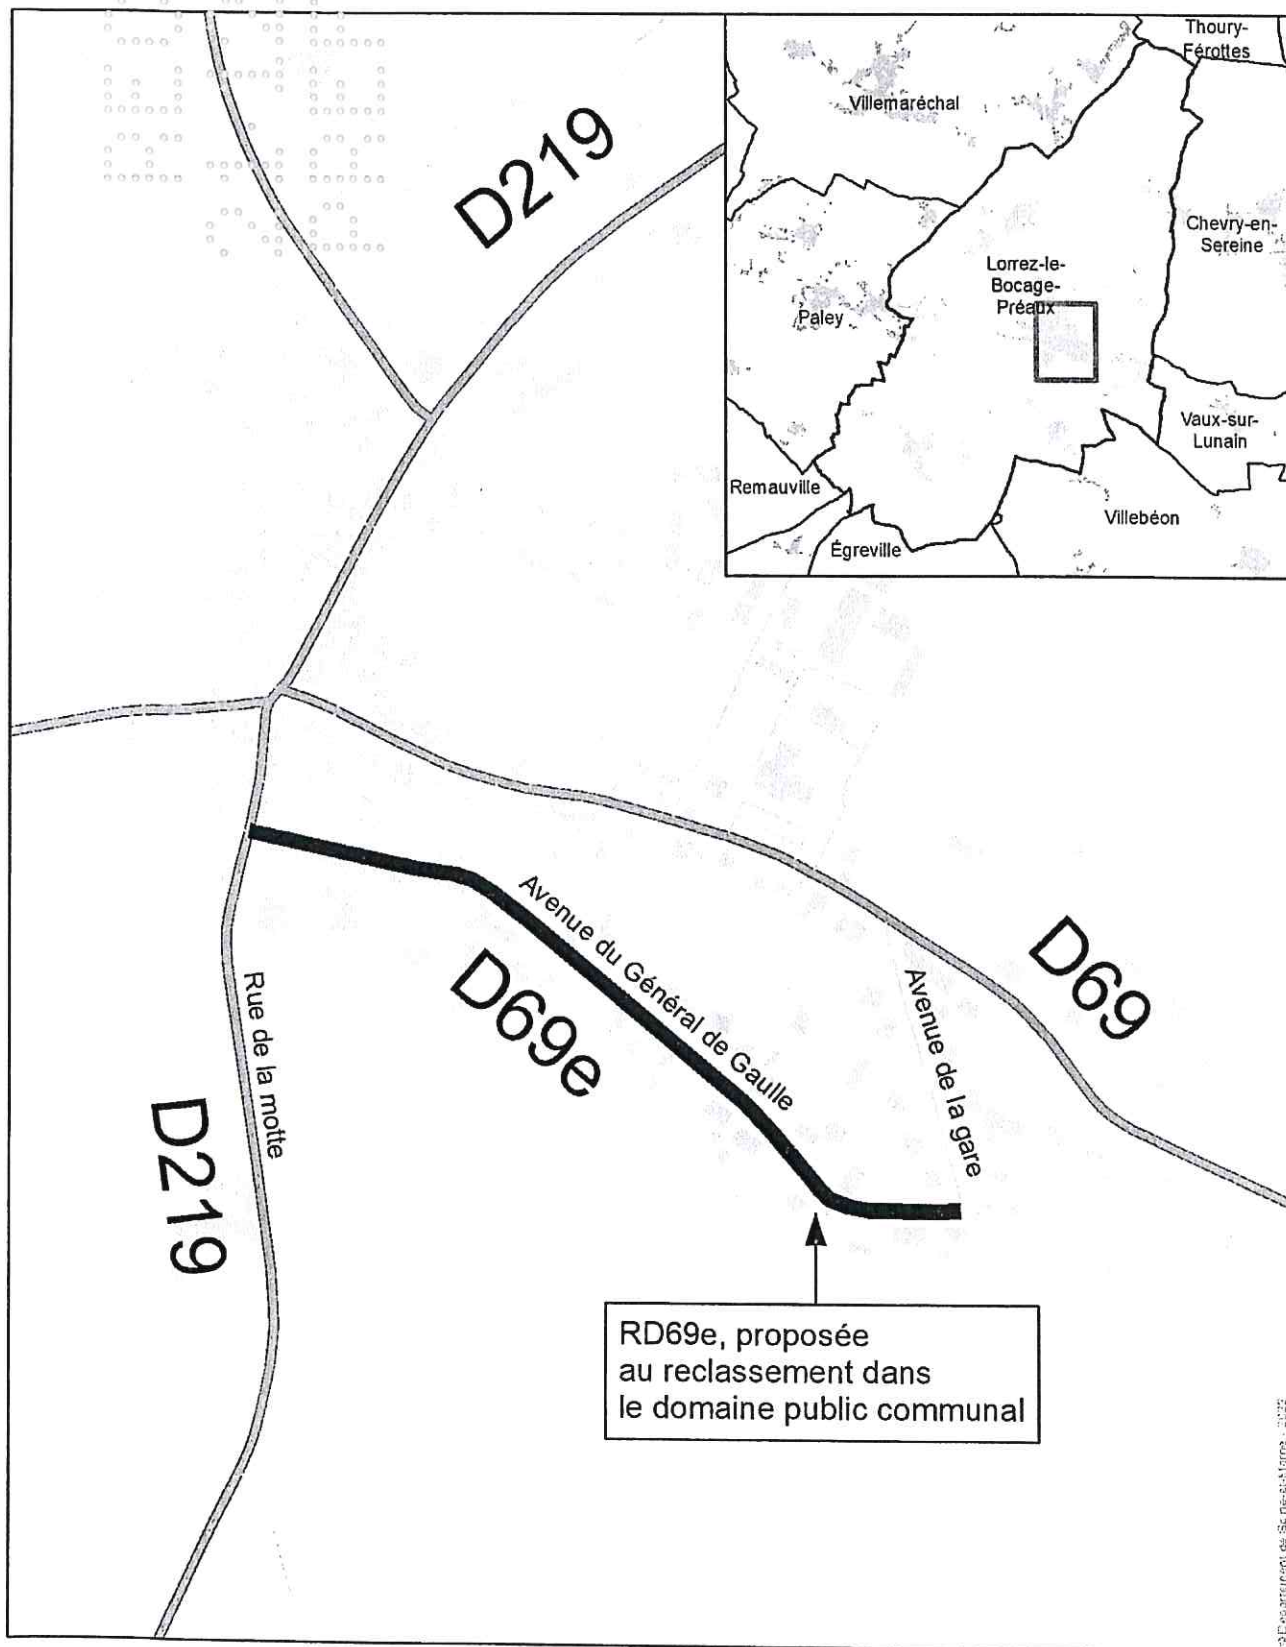 Thoury-
Férottes
Villemaréchal
D219
Chevry-en-
Sereine
Lorrez-le-
Bocage-
Préaux
Paley
Vaux-sur-
Lunain
Remauville
Villebéon
Égreville
Avenue du Général de Gaulle
D69e
D69
Avenue de la gare
Rue de la motte
D219
RD69e, proposée
au reclassement dans
le domaine public communal